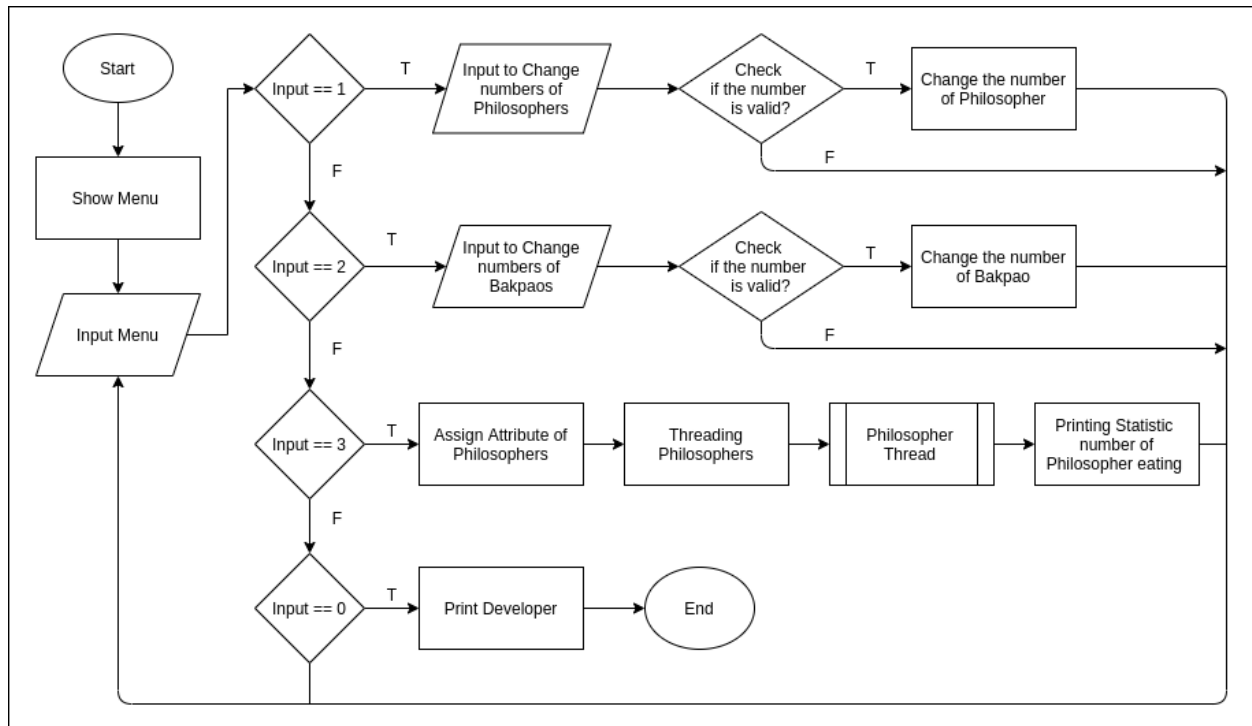 Start
Show Menu
Input Menu
Input == 1
T
F
Input to Change
numbers of
Philosophers
Check
if the number
is valid?
T
F
Change the number
of Philosopher
Input == 2
T
F
Input to Change
numbers of
Bakpaos
Check
if the number
is valid?
T
F
Change the number
of Bakpao
Input == 3
T
F
Assign Attribute of
Philosophers
Threading
Philosophers
Philosopher
Thread
Printing Statistic
number of
Philosopher eating
Input == 0
T
Print Developer
End